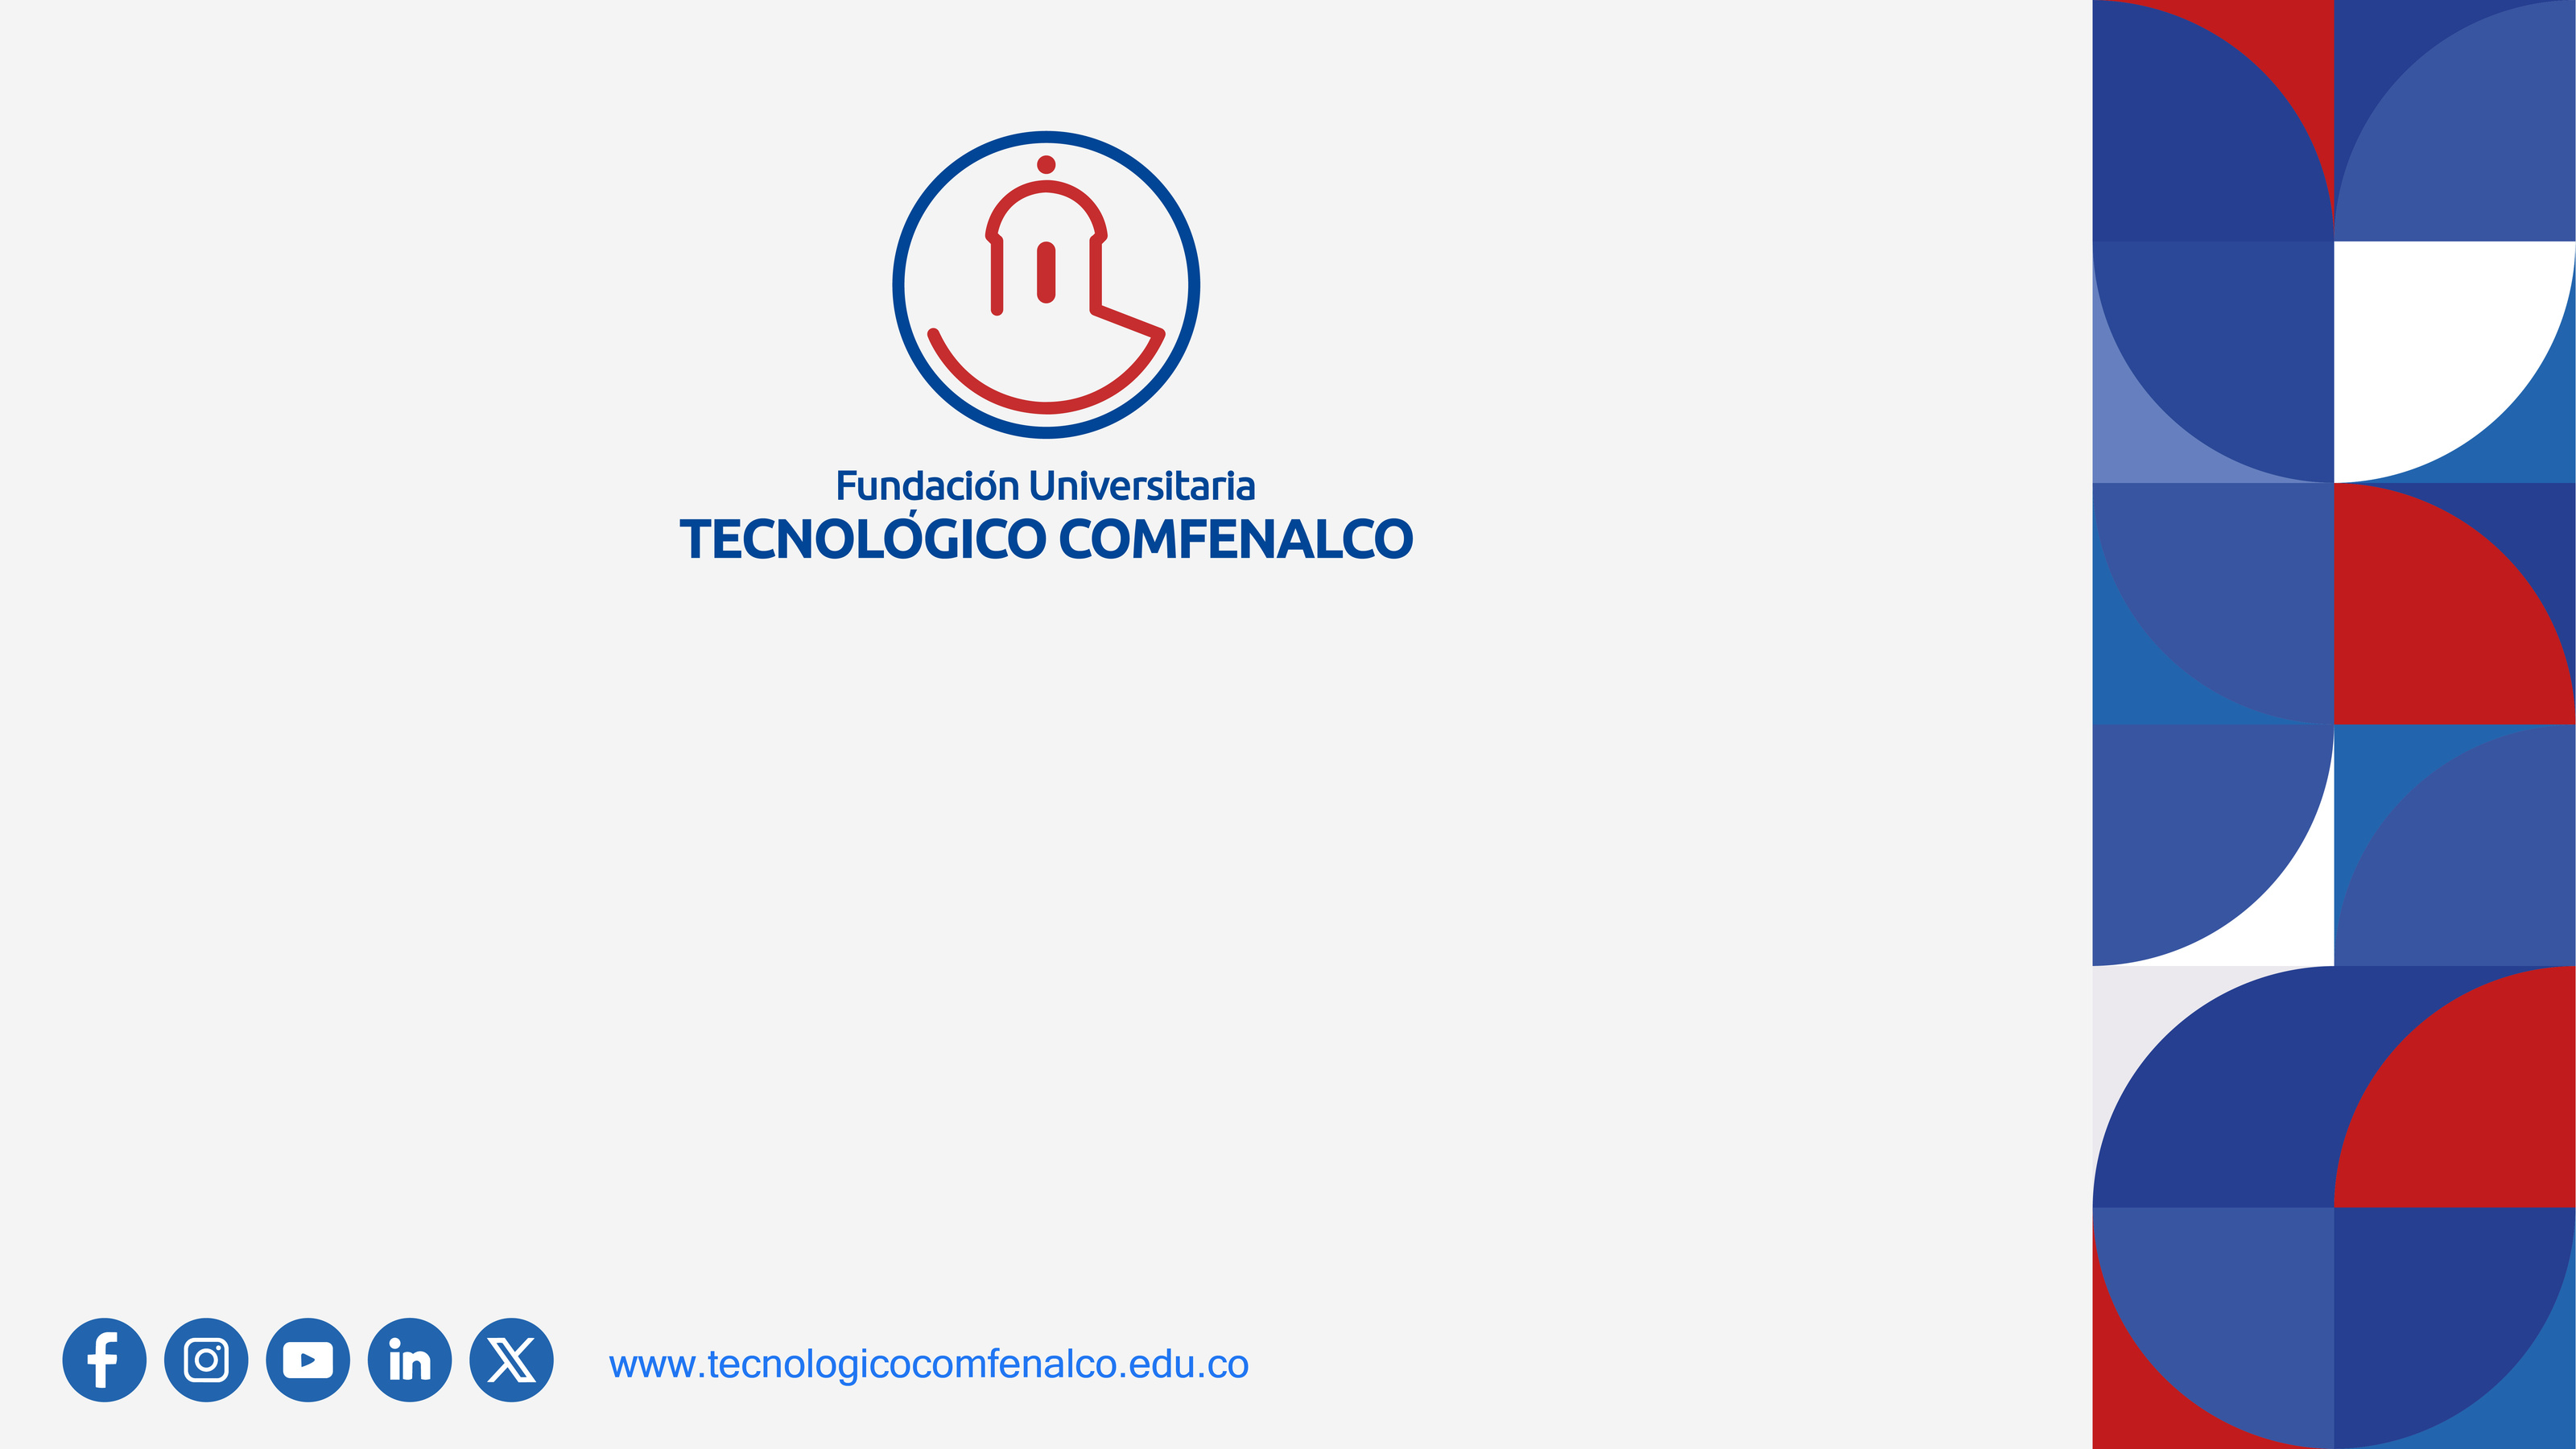 Fundación Universitaria
TECNOLÓGICO COMFENALCO
www.tecnologicocomfenalco.edu.co